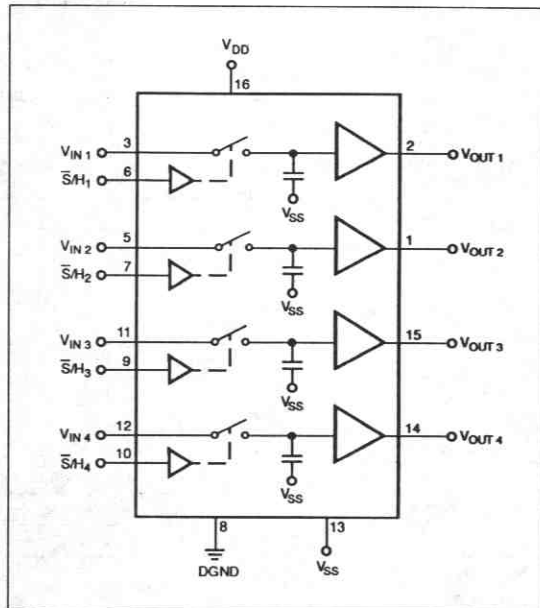 V_DD
16
V_IN 1 3
2 V_OUT 1
S̅/H_1 6
V_SS
V_IN 2 5
1 V_OUT 2
S̅/H_2 7
V_SS
V_IN 3 11
15 V_OUT 3
S̅/H_3 9
V_SS
V_IN 4 12
14 V_OUT 4
S̅/H_4 10
V_SS
8
13
DGND
V_SS